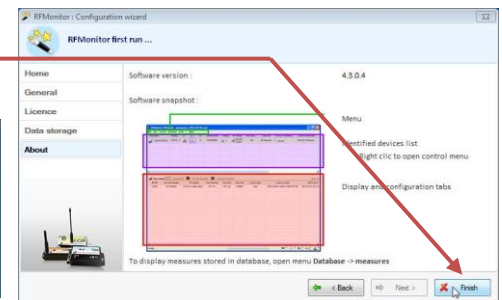 RFMonitor : Configuration wizard
RFMonitor first run ...
Home
General
Licence
Data storage
About
Software version :
4.3.0.4
Software snapshot :
Menu
Identified devices list
Right clic to open control menu
Display and configuration tabs
To display measures stored in database, open menu Database -> measures
< Back
Next >
Finish